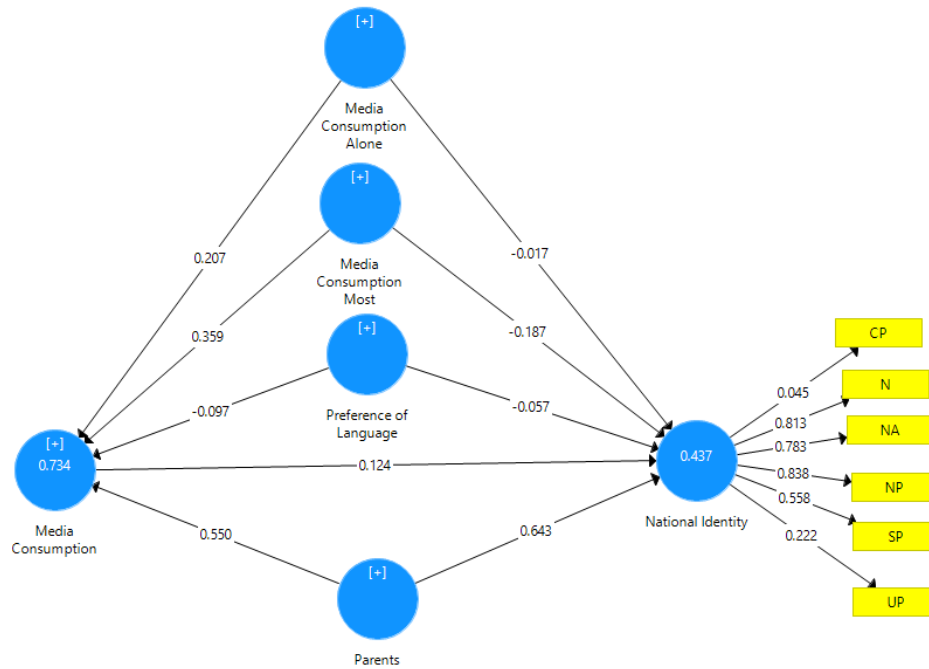 [+]
Media
Consumption
Alone
[+]
0.207
-0.017
Media
Consumption
Most
0.359
-0.187
[+]
CP
0.045
N
-0.097
Preference of
Language
-0.057
0.813
NA
0.783
[+]
0.734
0.124
0.437
0.838
NP
0.558
Media
Consumption
National Identity
SP
0.550
0.643
0.222
[+]
UP
Parents